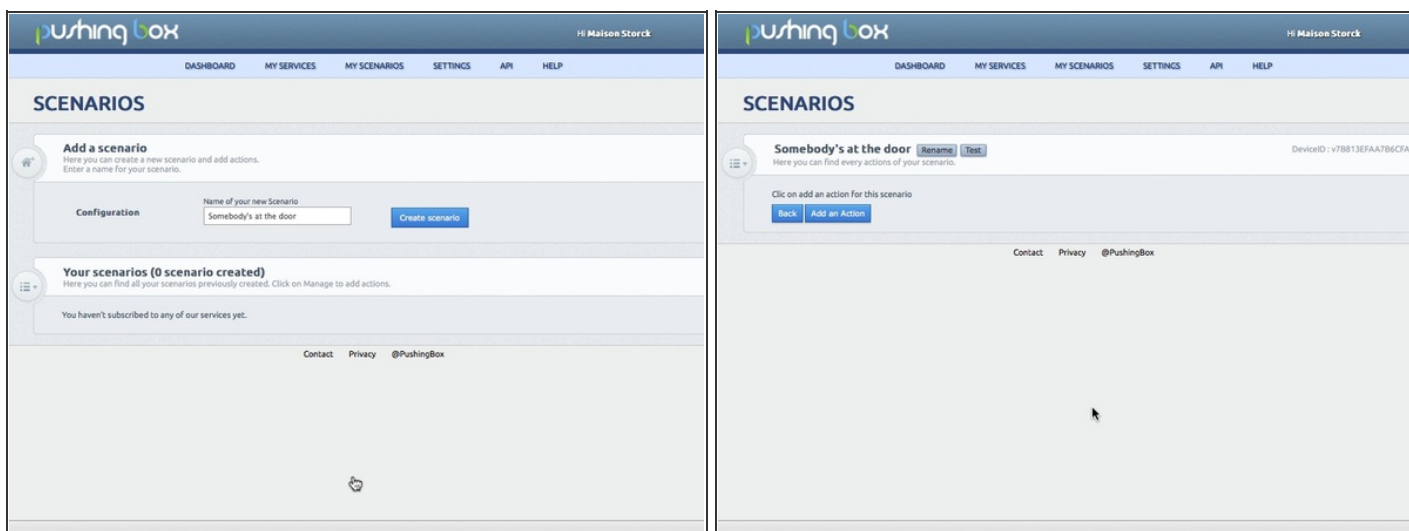 pushing box
Hi Maison Storck
DASHBOARD MY SERVICES MY SCENARIOS SETTINGS API HELP
SCENARIOS
Add a scenario
Here you can create a new scenario and add actions.
Enter a name for your scenario.
Configuration
Name of your new Scenario
Somebody's at the door
Create scenario
Your scenarios (0 scenario created)
Here you can find all your scenarios previously created. Click on Manage to add actions.
You haven't subscribed to any of our services yet.
Contact Privacy @PushingBox
pushing box
Hi Maison Storck
DASHBOARD MY SERVICES MY SCENARIOS SETTINGS API HELP
SCENARIOS
Somebody's at the door Rename Test
DeviceID : v7B813EFAA7B6CFA
Here you can find every actions of your scenario.
Clic on add an action for this scenario
Back Add an Action
Contact Privacy @PushingBox